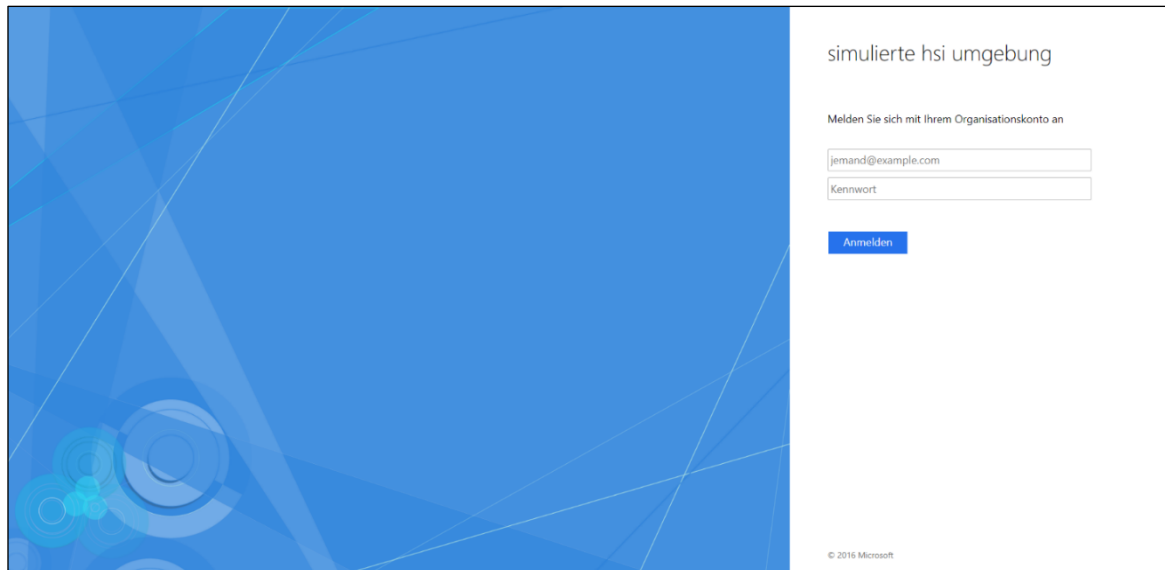 simulierte hsi umgebung
Melden Sie sich mit Ihrem Organisationskonto an
jemand@example.com
Kennwort
Anmelden
© 2016 Microsoft